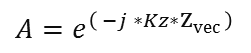 A = e^(−j *Kz*Z_vec)